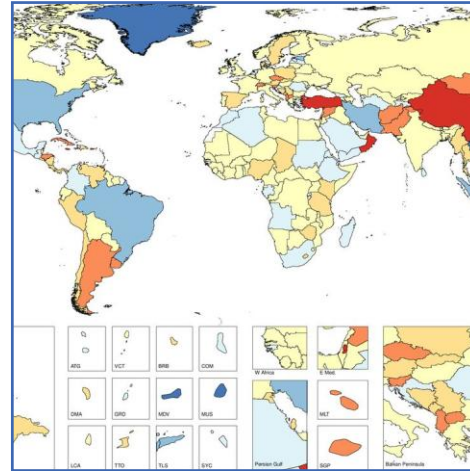 ATG VCT BRB COM
DMA GRD MDV MUS
LCA TTO TLS SYC
W Africa E Med.
MLT
Persian Gulf SGP Balkan Peninsula